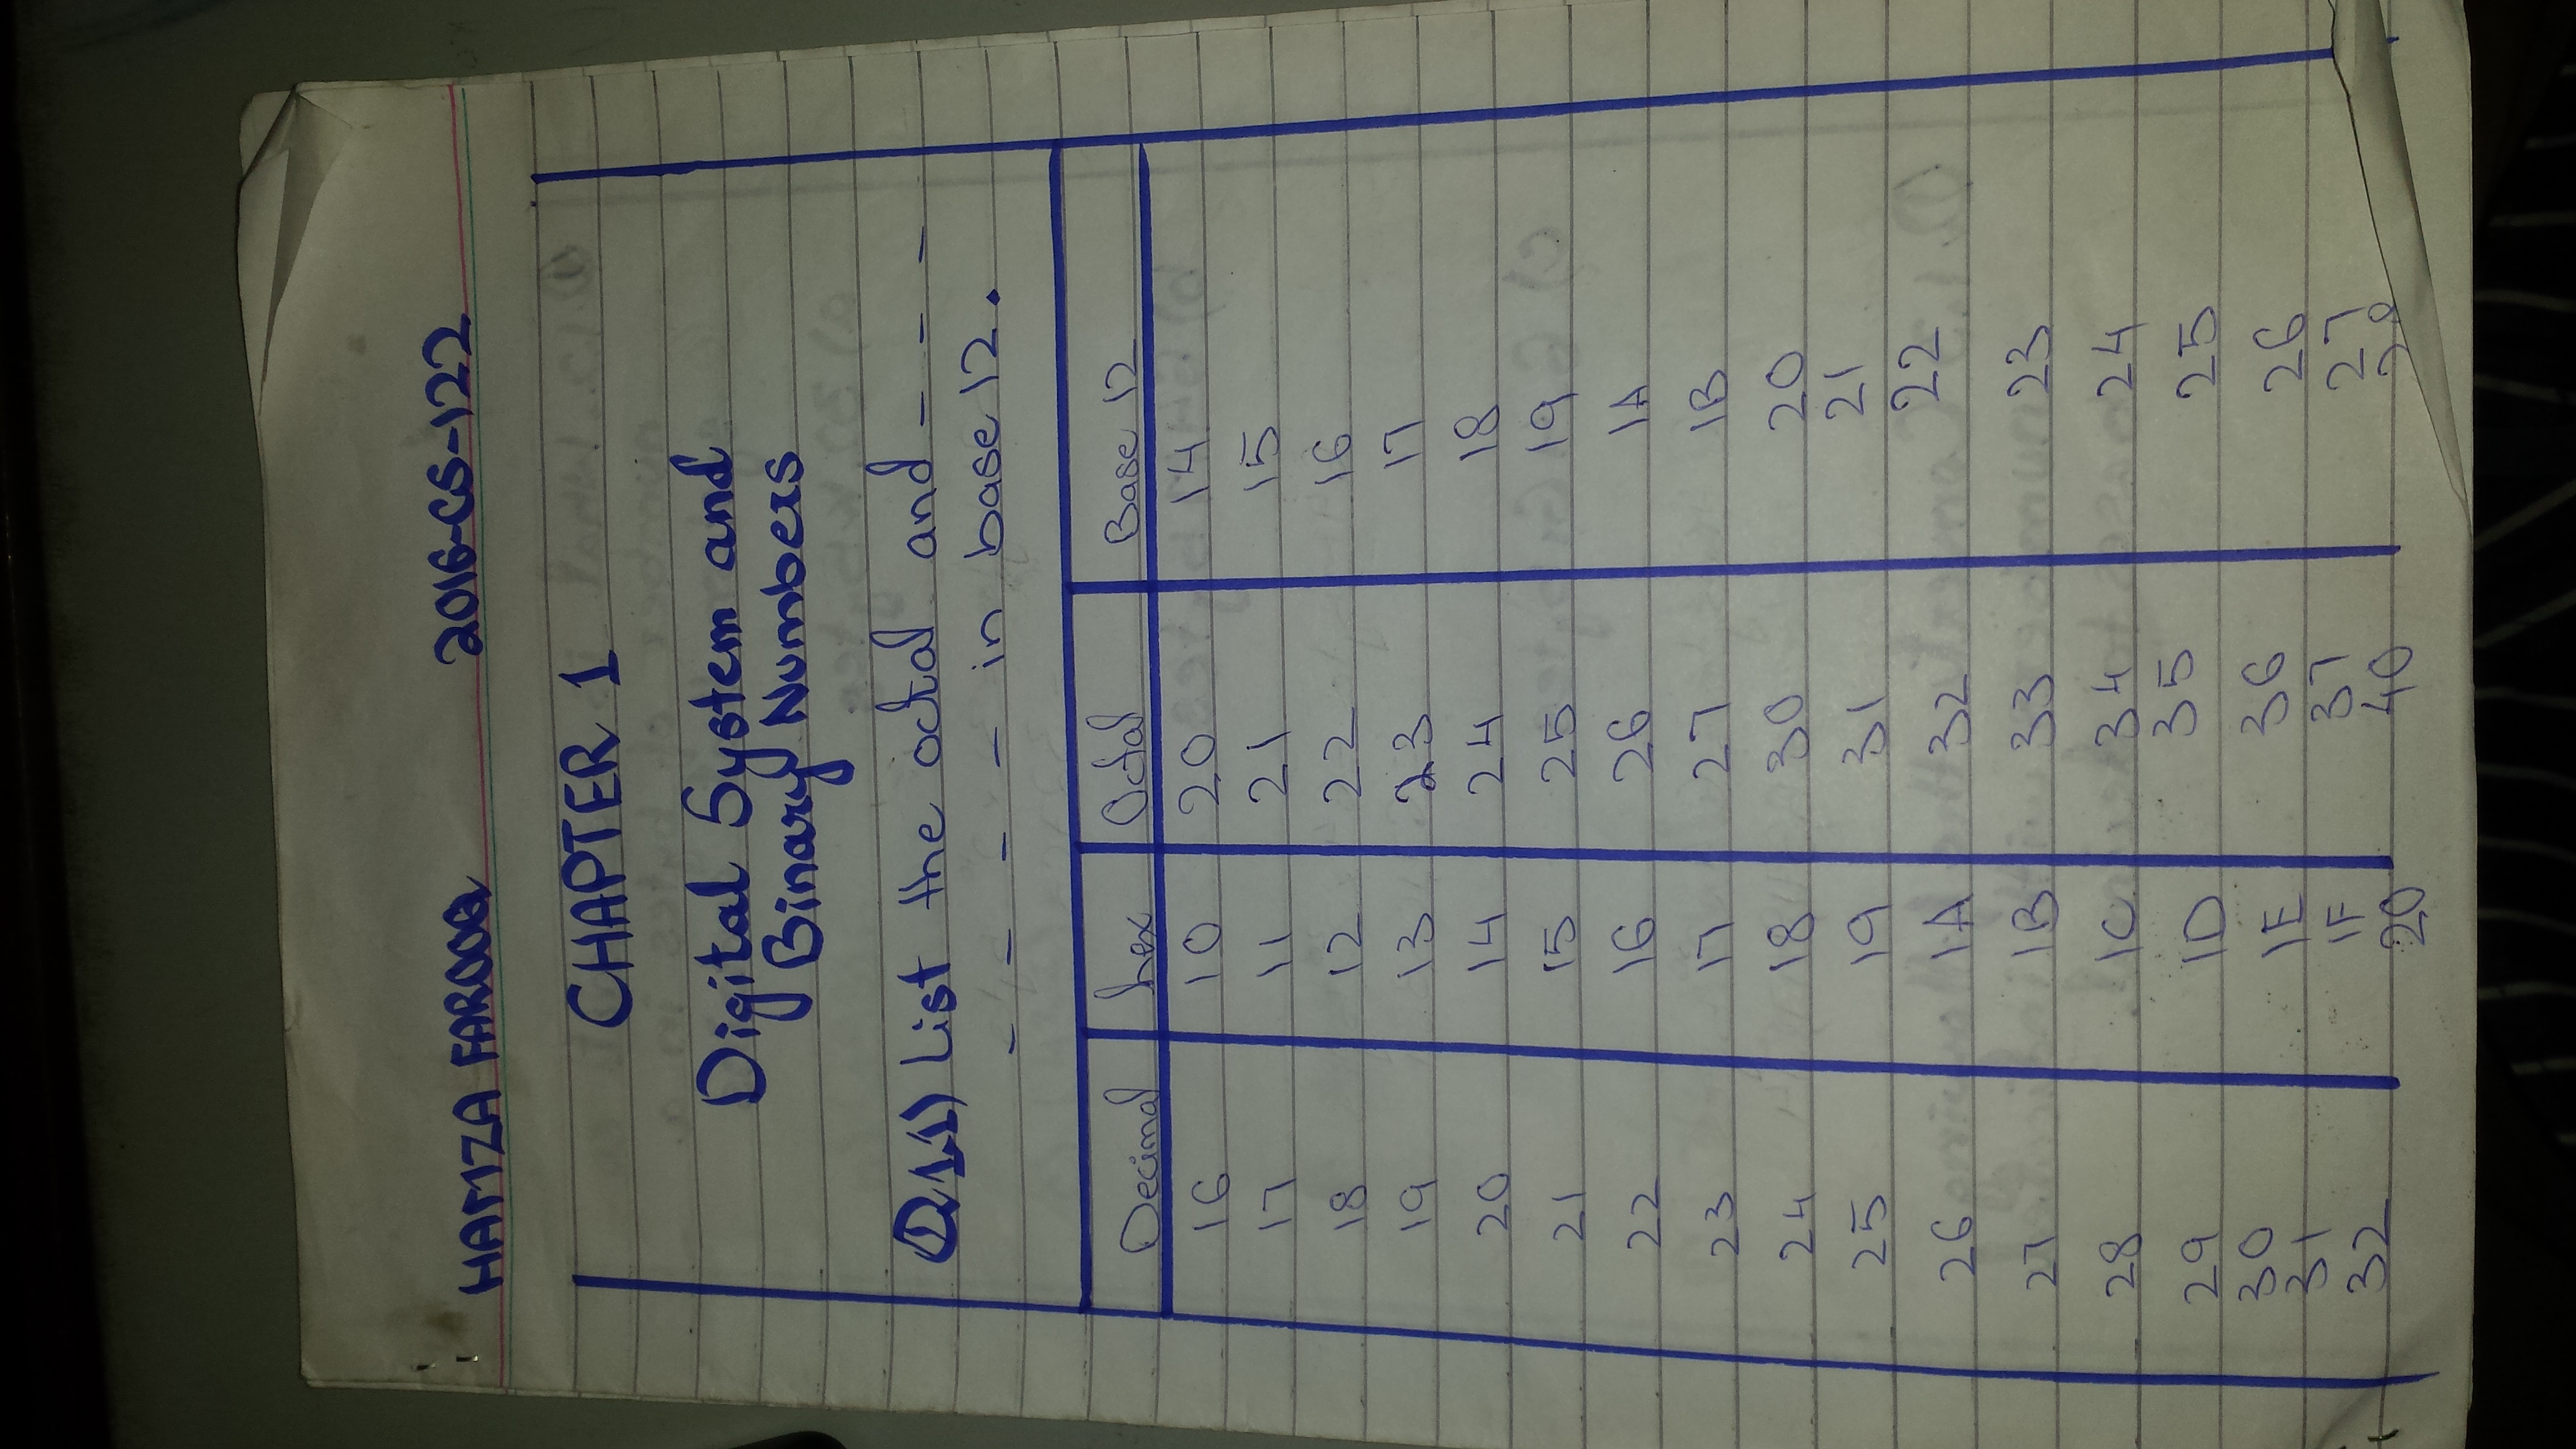 HAMZA FAROOQ 2016-CS-122
CHAPTER 1
Digital System and
Binary Numbers
Q1.1) List the octal and - - -
- - - - in base 12.
Decimal hex Octal Base 12
16 10 20 14
17 11 21 15
18 12 22 16
19 13 23 17
20 14 24 18
21 15 25 19
22 16 26 1A
23 17 27 1B
24 18 30 20
25 19 31 21
26 1A 32 22
27 1B 33 23
28 1C 34 24
29 1D 35 25
30 1E 36 26
31 1F 37 27
32 20 40 28